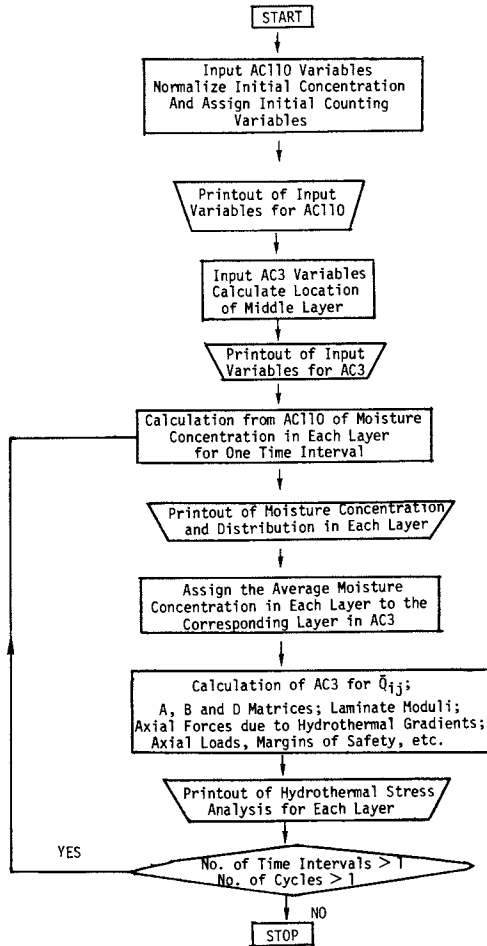 START
Input AC110 Variables
Normalize Initial Concentration
And Assign Initial Counting
Variables
Printout of Input
Variables for AC110
Input AC3 Variables
Calculate Location
of Middle Layer
Printout of Input
Variables for AC3
Calculation from AC110 of Moisture
Concentration in Each Layer
for One Time Interval
Printout of Moisture Concentration
and Distribution in Each Layer
Assign the Average Moisture
Concentration in Each Layer to the
Corresponding Layer in AC3
Calculation of AC3 for Q̄ij;
A, B and D Matrices; Laminate Moduli;
Axial Forces due to Hydrothermal Gradients;
Axial Loads, Margins of Safety, etc.
Printout of Hydrothermal Stress
Analysis for Each Layer
YES
No. of Time Intervals > 1
No. of Cycles > 1
NO
STOP